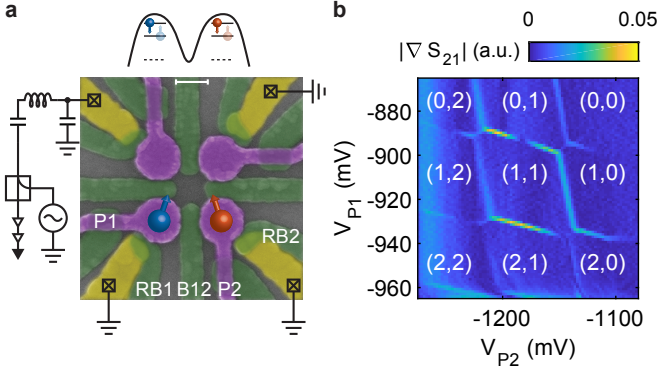 a
P1
RB2
RB1 B12 P2
b
0 0.05
|∇ S21| (a.u.)
(0,2) (0,1) (0,0)
(1,2) (1,1) (1,0)
(2,2) (2,1) (2,0)
-880
-900
-920
-940
-960
VP1 (mV)
-1200 -1100
VP2 (mV)